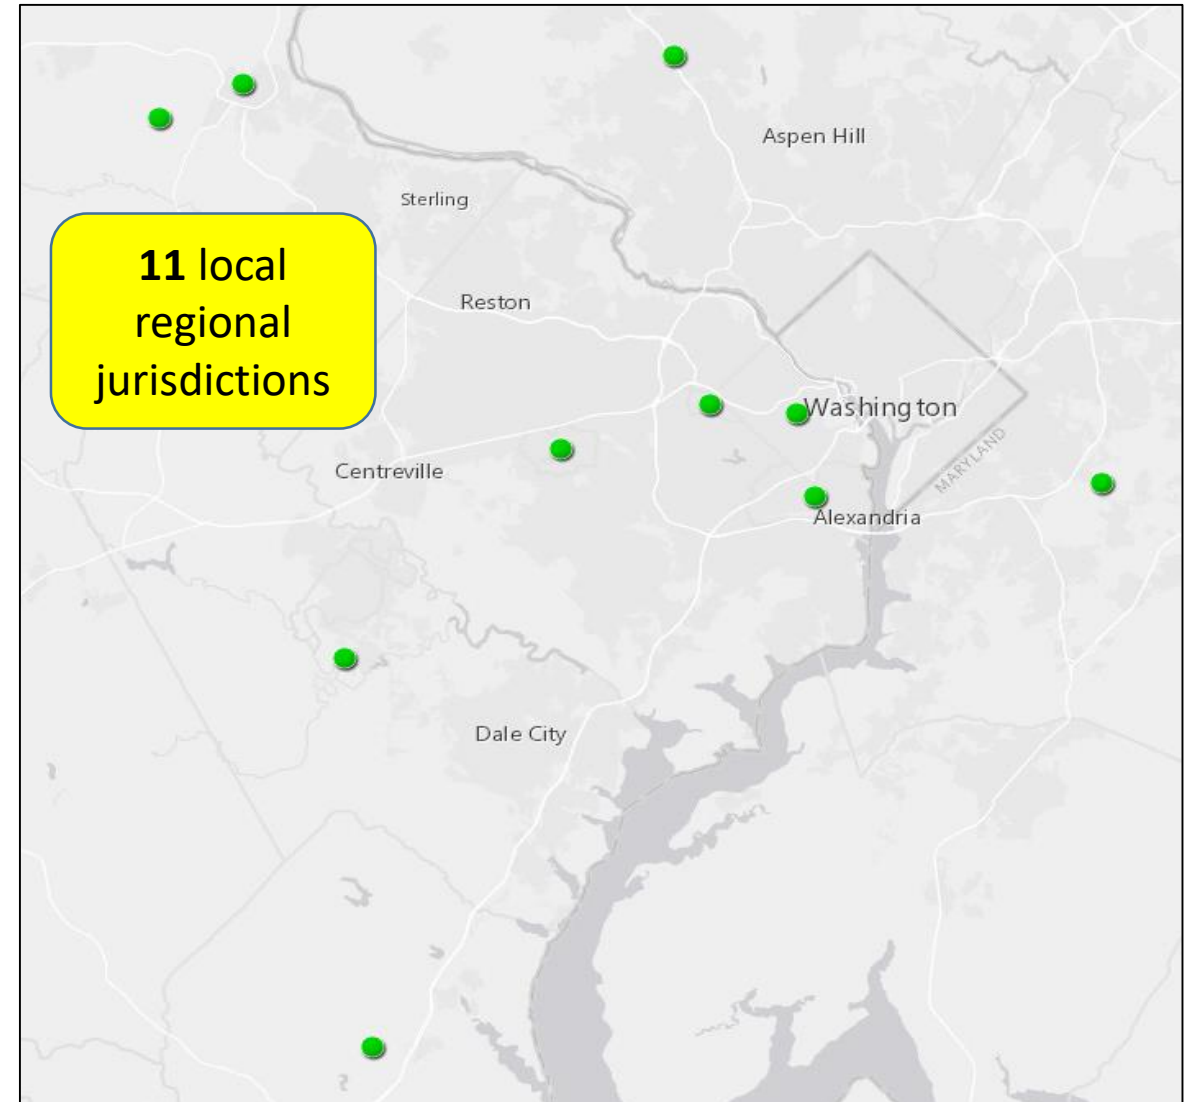 Aspen Hill
Sterling
11 local
regional
jurisdictions
Reston
Washington
Centreville
MARYLAND
Alexandria
Dale City